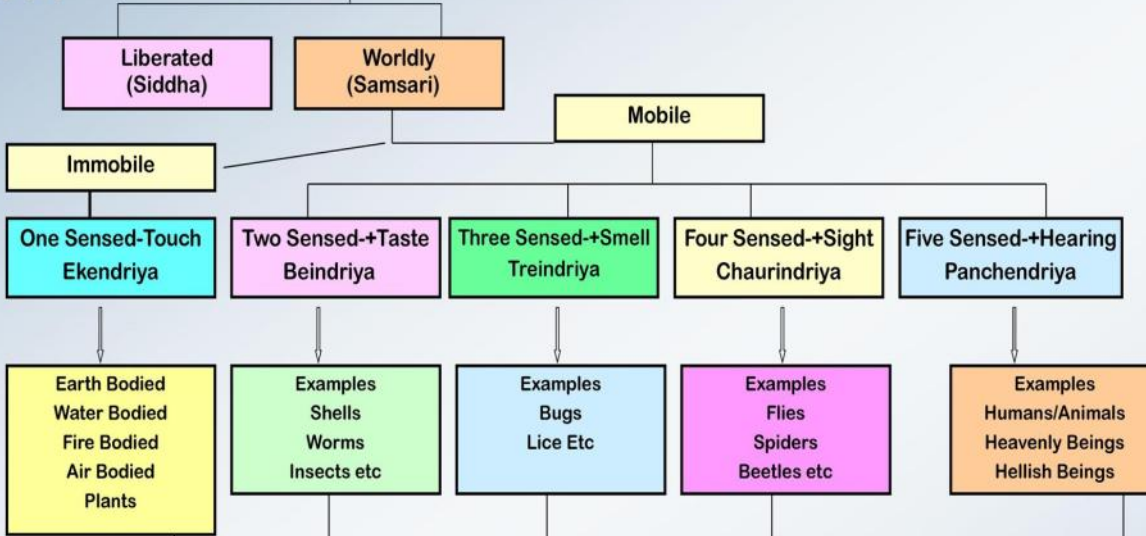 Liberated
(Siddha)
Worldly
(Samsari)
Mobile
Immobile
One Sensed-Touch
Ekendriya
Two Sensed-+Taste
Beindriya
Three Sensed-+Smell
Treindriya
Four Sensed-+Sight
Chaurindriya
Five Sensed-+Hearing
Panchendriya
Earth Bodied
Water Bodied
Fire Bodied
Air Bodied
Plants
Examples
Shells
Worms
Insects etc
Examples
Bugs
Lice Etc
Examples
Flies
Spiders
Beetles etc
Examples
Humans/Animals
Heavenly Beings
Hellish Beings